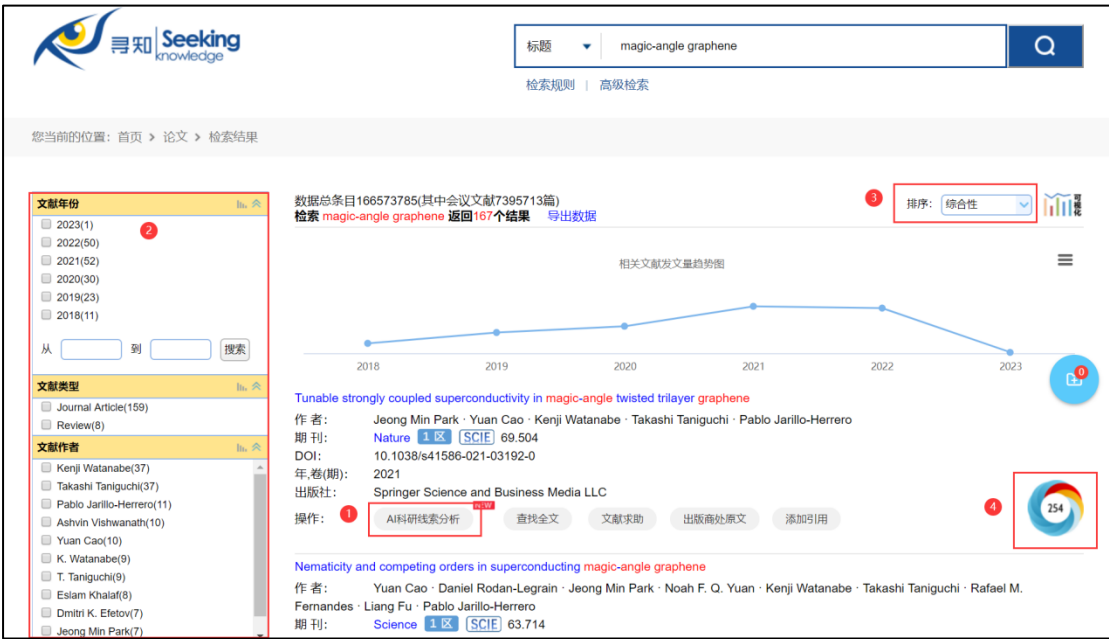 寻知 Seeking
knowledge
标题 magic-angle graphene
检索规则 | 高级检索
您当前的位置：首页 > 论文 > 检索结果
文献年份
2023(1)
2022(50)
2021(52)
2020(30)
2019(23)
2018(11)
2
从 到 搜索
文献类型
Journal Article(159)
Review(8)
文献作者
Kenji Watanabe(37)
Takashi Taniguchi(37)
Pablo Jarillo-Herrero(11)
Ashvin Vishwanath(10)
Yuan Cao(10)
K. Watanabe(9)
T. Taniguchi(9)
Eslam Khalaf(8)
Dmitri K. Efetov(7)
Jeong Min Park(7)
数据总条目166573785(其中会议文献7395713篇)
检索 magic-angle graphene 返回167个结果 导出数据
3 排序： 综合性 可视化
相关文献发文量趋势图
2018 2019 2020 2021 2022 2023
0
Tunable strongly coupled superconductivity in magic-angle twisted trilayer graphene
作 者： Jeong Min Park · Yuan Cao · Kenji Watanabe · Takashi Taniguchi · Pablo Jarillo-Herrero
期 刊： Nature 1 区 SCIE 69.504
DOI: 10.1038/s41586-021-03192-0
年,卷(期)： 2021
出版社： Springer Science and Business Media LLC
操作： 1 AI科研线索分析 NEW 查找全文 文献求助 出版商处原文 添加引用
4 254
Nematicity and competing orders in superconducting magic-angle graphene
作 者： Yuan Cao · Daniel Rodan-Legrain · Jeong Min Park · Noah F. Q. Yuan · Kenji Watanabe · Takashi Taniguchi · Rafael M.
Fernandes · Liang Fu · Pablo Jarillo-Herrero
期 刊： Science 1 区 SCIE 63.714